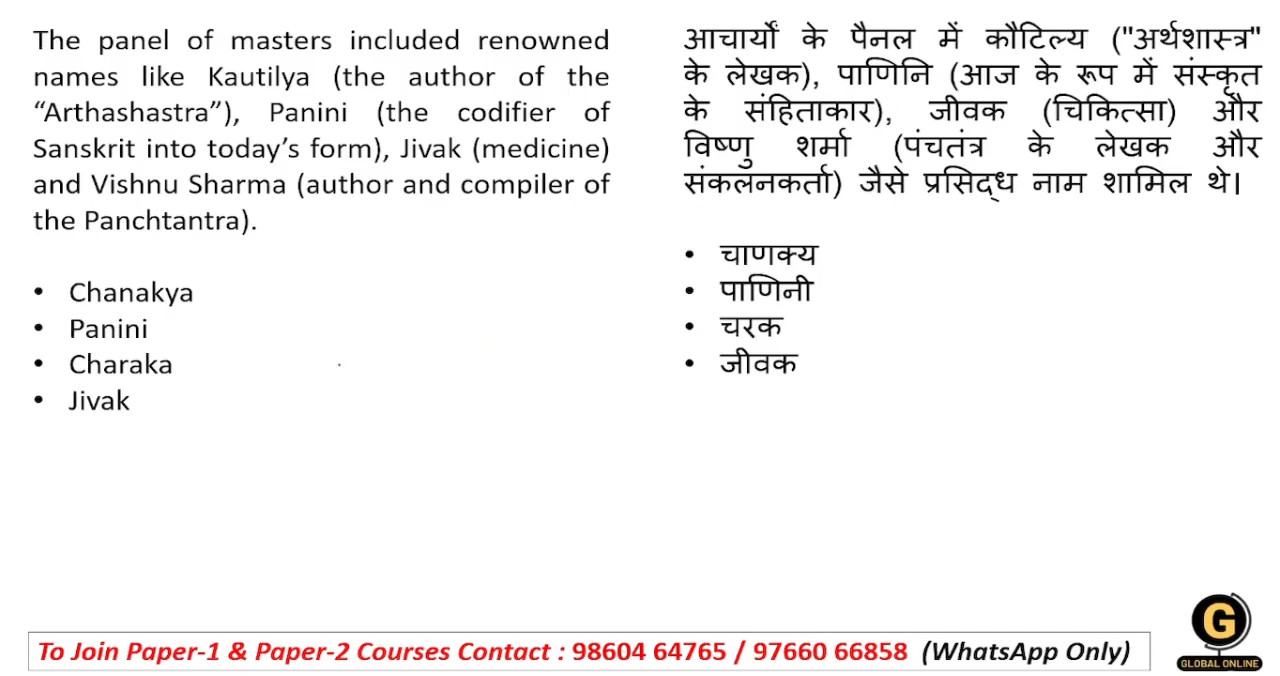 The panel of masters included renowned
names like Kautilya (the author of the
“Arthashastra”), Panini (the codifier of
Sanskrit into today’s form), Jivak (medicine)
and Vishnu Sharma (author and compiler of
the Panchtantra).
• Chanakya
• Panini
• Charaka
• Jivak
आचार्यों के पैनल में कौटिल्य ("अर्थशास्त्र"
के लेखक), पाणिनि (आज के रूप में संस्कृत
के संहिताकार), जीवक (चिकित्सा) और
विष्णु शर्मा (पंचतंत्र के लेखक और
संकलनकर्ता) जैसे प्रसिद्ध नाम शामिल थे।
• चाणक्य
• पाणिनी
• चरक
• जीवक
To Join Paper-1 & Paper-2 Courses Contact : 98604 64765 / 97660 66858 (WhatsApp Only)
G
GLOBAL ONLINE